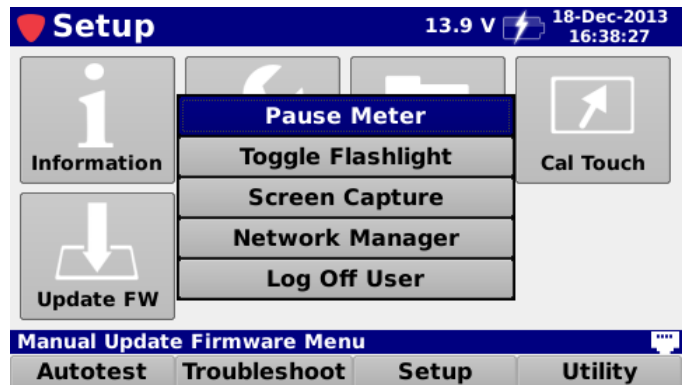 Setup
13.9 V
18-Dec-2013
16:38:27
Pause Meter
Toggle Flashlight
Screen Capture
Network Manager
Log Off User
Information
Cal Touch
Update FW
Manual Update Firmware Menu
Autotest
Troubleshoot
Setup
Utility